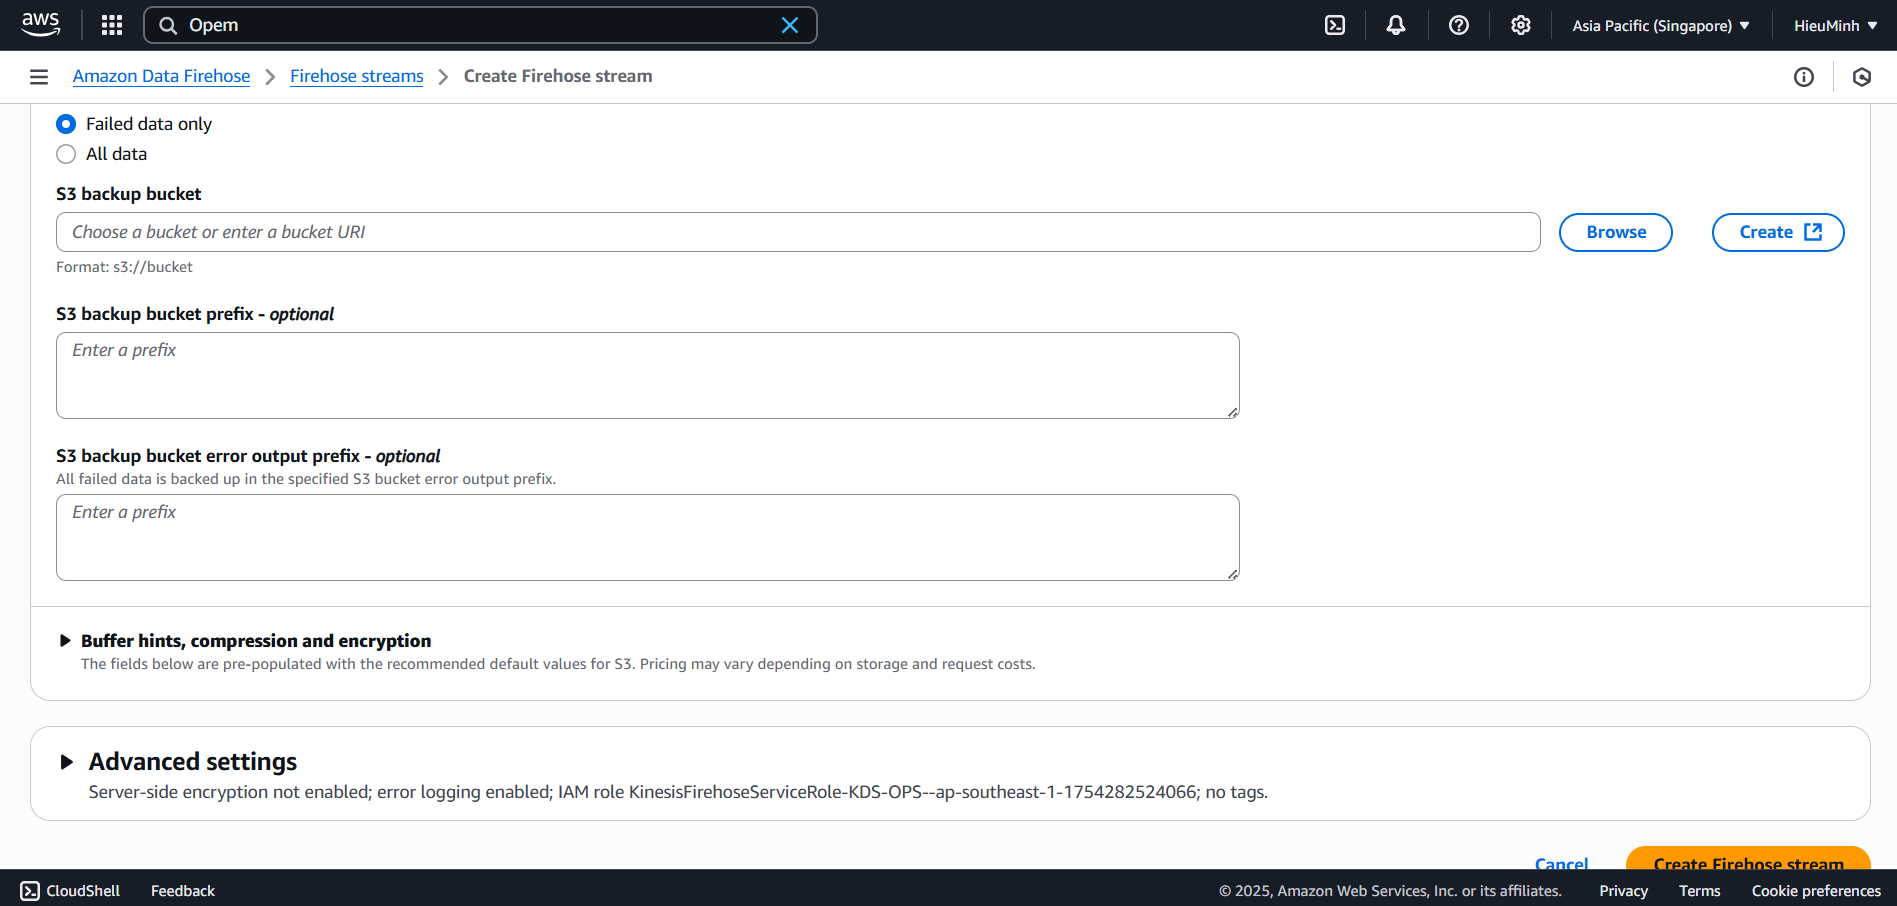 aws
Opem
Asia Pacific (Singapore)
HieuMinh
Amazon Data Firehose
Firehose streams
Create Firehose stream
Failed data only
All data
S3 backup bucket
Choose a bucket or enter a bucket URI
Browse
Create
Format: s3://bucket
S3 backup bucket prefix - optional
Enter a prefix
S3 backup bucket error output prefix - optional
All failed data is backed up in the specified S3 bucket error output prefix.
Enter a prefix
Buffer hints, compression and encryption
The fields below are pre-populated with the recommended default values for S3. Pricing may vary depending on storage and request costs.
Advanced settings
Server-side encryption not enabled; error logging enabled; IAM role KinesisFirehoseServiceRole-KDS-OPS--ap-southeast-1-1754282524066; no tags.
Cancel
Create Firehose stream
CloudShell
Feedback
© 2025, Amazon Web Services, Inc. or its affiliates.
Privacy
Terms
Cookie preferences